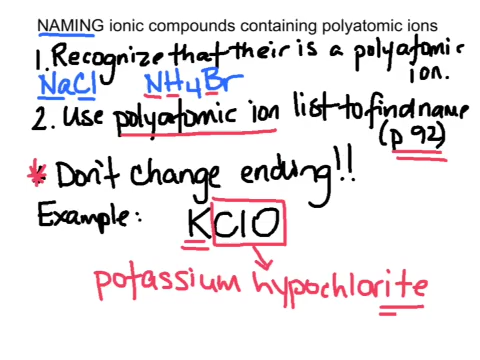 NAMING ionic compounds containing polyatomic ions
1. Recognize that their is a polyatomic
ion.
NaCl NH4Br
2. Use polyatomic ion list to find name
(p 92)
* Don't change ending!!
Example: KClO
potassium hypochlorite